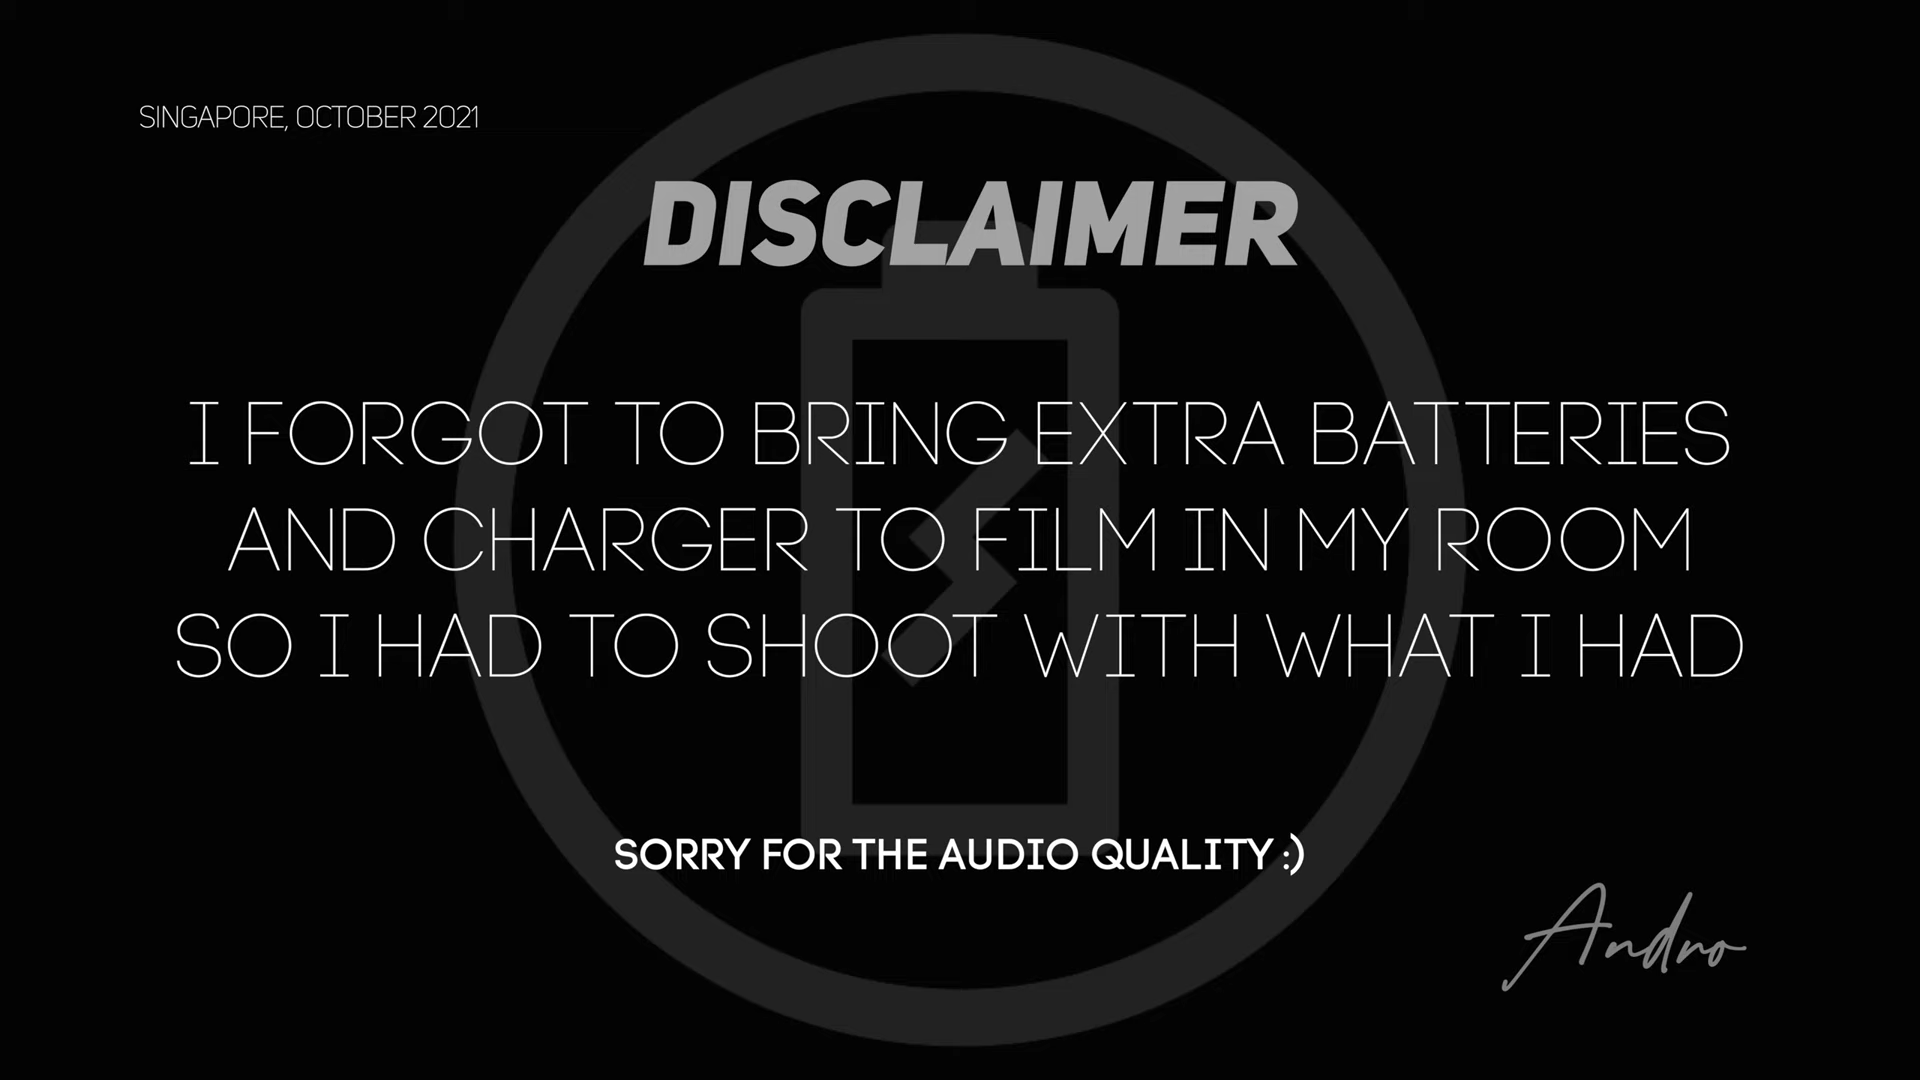 SINGAPORE, OCTOBER 2021
DISCLAIMER
I FORGOT TO BRING EXTRA BATTERIES
AND CHARGER TO FILM IN MY ROOM
SO I HAD TO SHOOT WITH WHAT I HAD
SORRY FOR THE AUDIO QUALITY :)
Andro